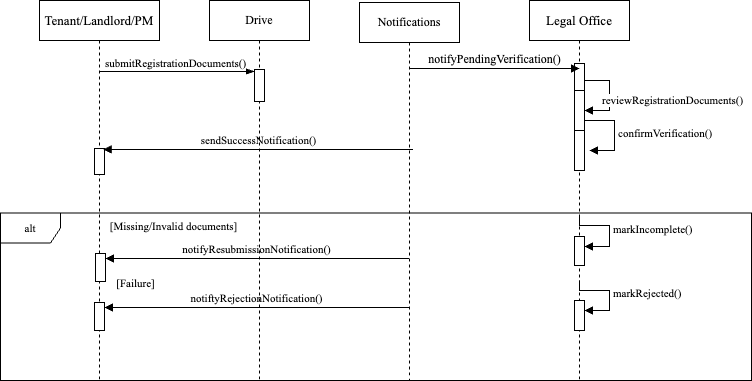 Tenant/Landlord/PM
Drive
Notifications
Legal Office
submitRegistrationDocuments()
notifyPendingVerification()
reviewRegistrationDocuments()
confirmVerification()
sendSuccessNotification()
alt
[Missing/Invalid documents]
markIncomplete()
notifyResubmissionNotification()
[Failure]
markRejected()
notiftyRejectionNotification()